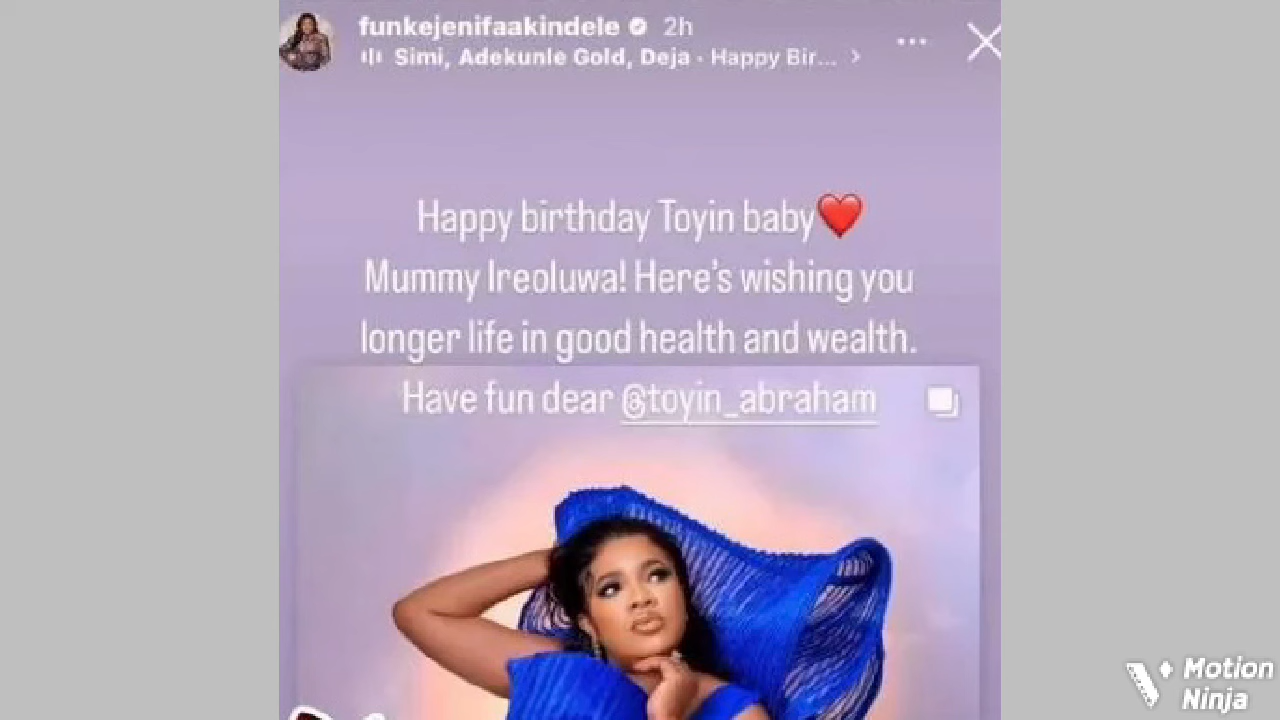 funkejenifaakindele 2h
Simi, Adekunle Gold, Deja · Happy Bir...
Happy birthday Toyin baby❤️
Mummy Ireoluwa! Here's wishing you
longer life in good health and wealth.
Have fun dear @toyin_abraham
Motion
Ninja